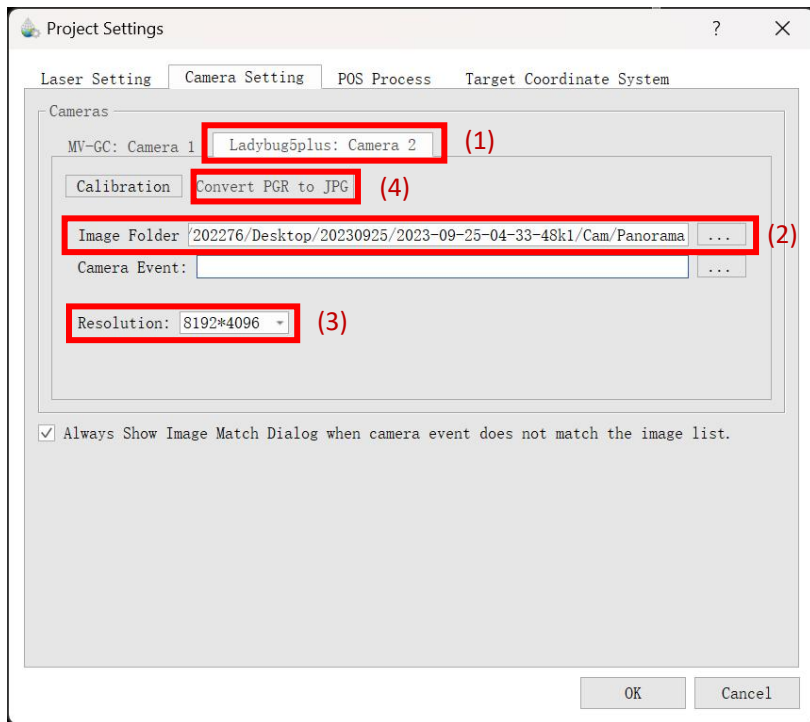 Project Settings ? ×
Laser Setting Camera Setting POS Process Target Coordinate System
Cameras
MV-GC: Camera 1 Ladybug5plus: Camera 2 (1)
Calibration Convert PGR to JPG (4)
Image Folder /202276/Desktop/20230925/2023-09-25-04-33-48k1/Cam/Panorama ... (2)
Camera Event: ...
Resolution: 8192*4096 (3)
Always Show Image Match Dialog when camera event does not match the image list.
OK Cancel